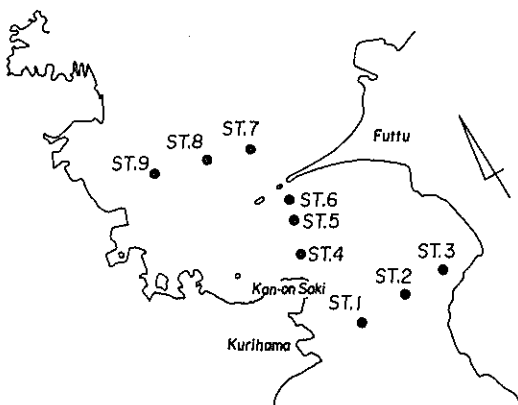 Futtu
ST.7
ST.8
ST.9
ST.6
ST.5
ST.4
ST.3
Kan-on Saki
ST.2
ST.1
Kurihama